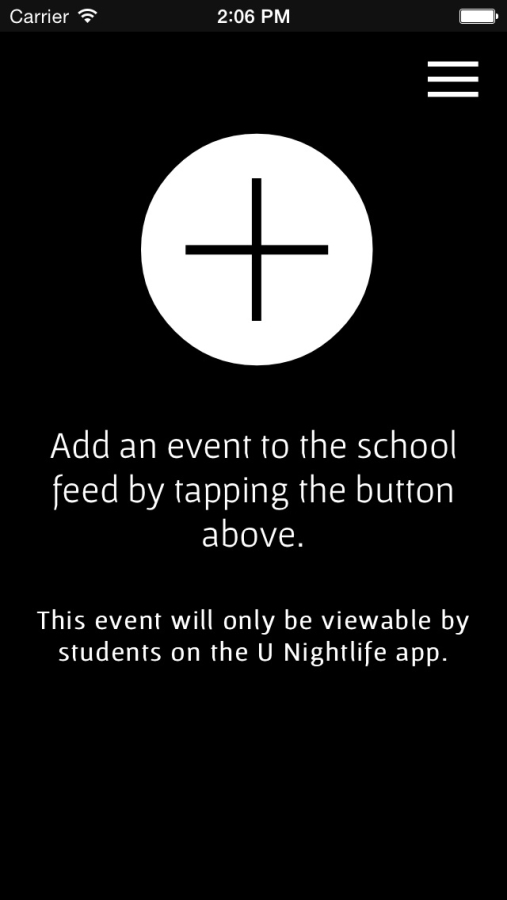 Carrier 2:06 PM
Add an event to the school
feed by tapping the button
above.
This event will only be viewable by
students on the U Nightlife app.